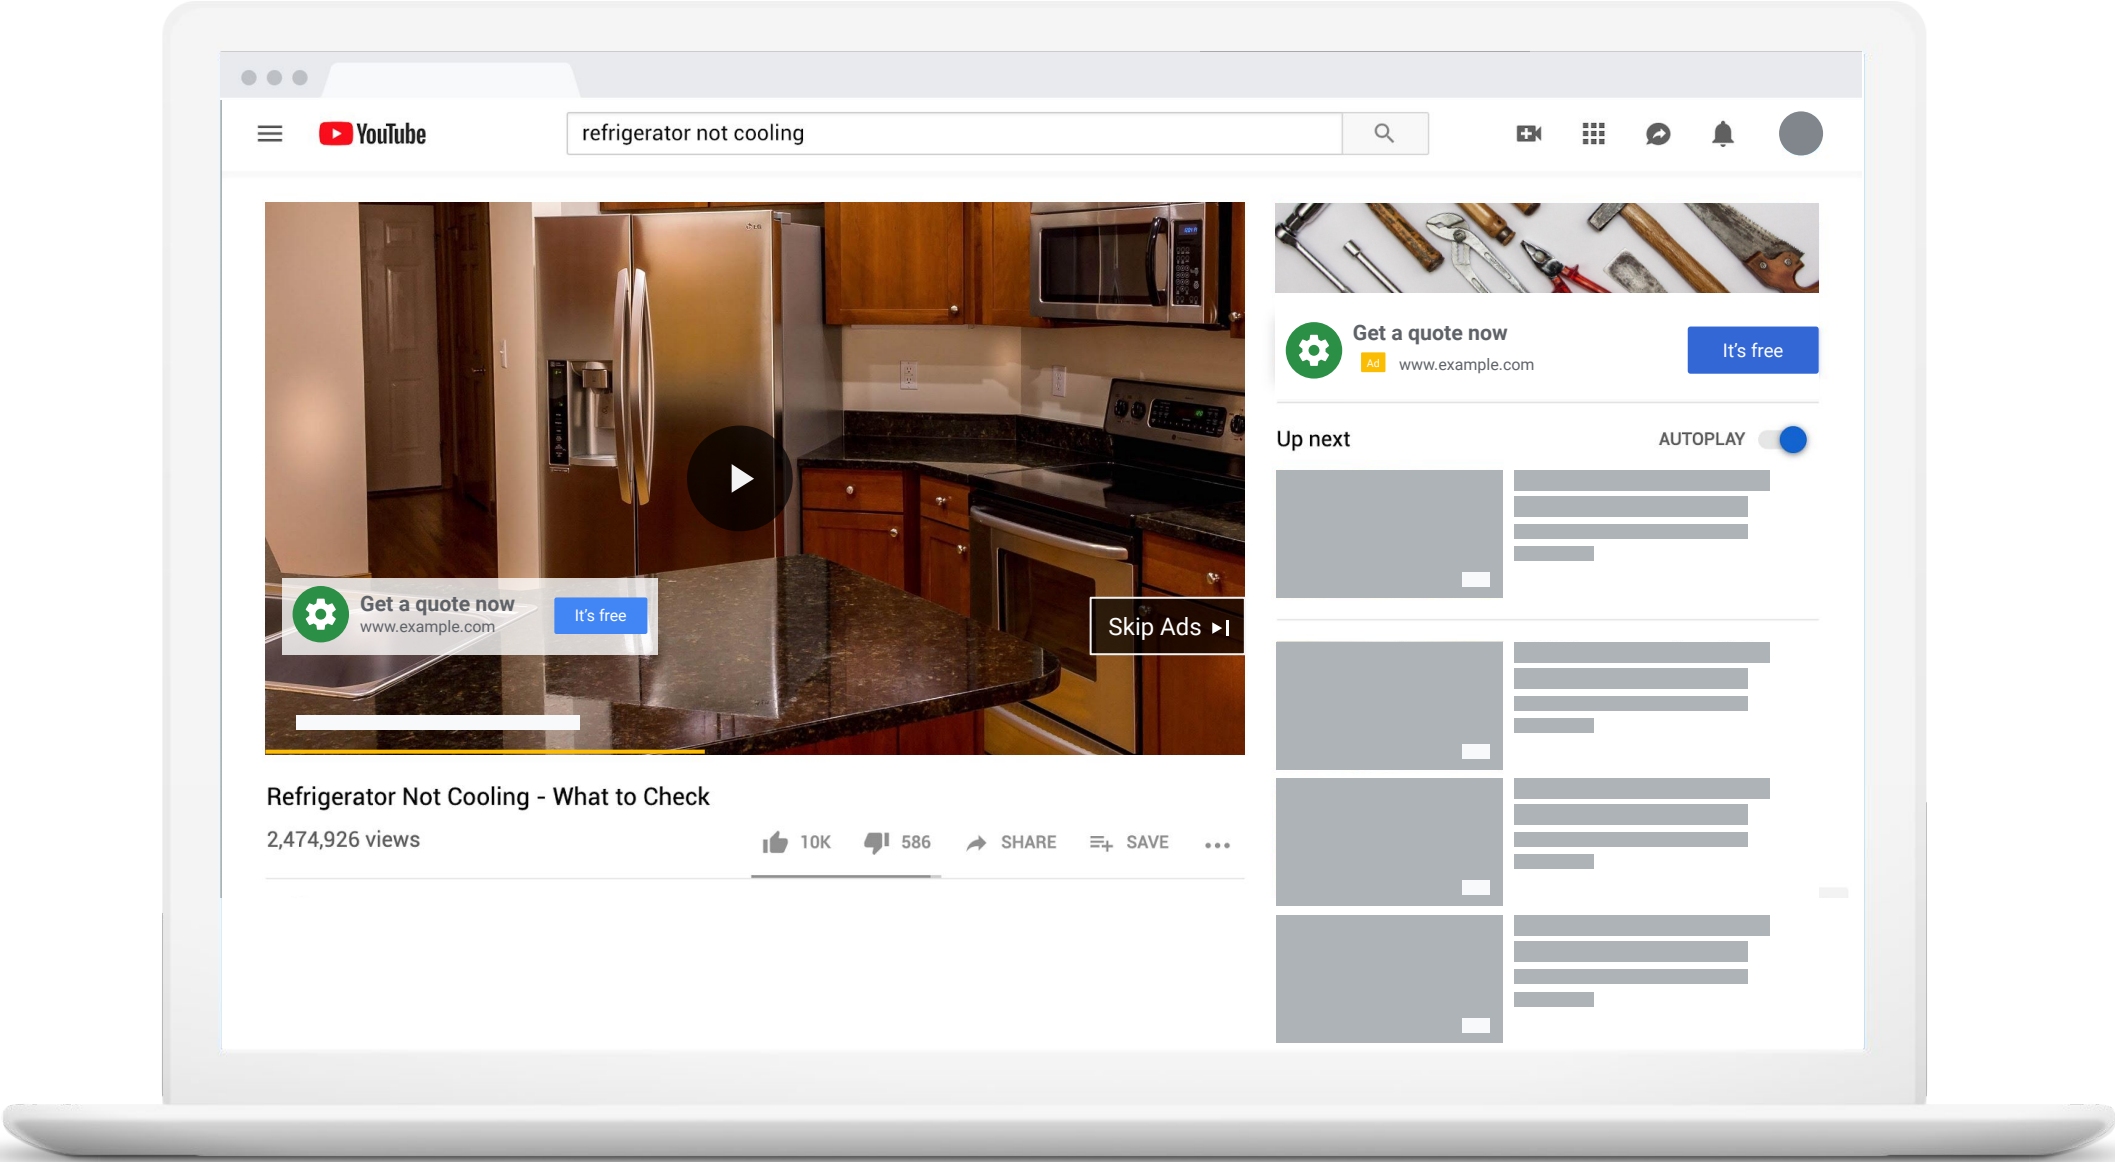 YouTube
refrigerator not cooling
Get a quote now
www.example.com
It's free
Skip Ads
Refrigerator Not Cooling - What to Check
2,474,926 views
10K
586
SHARE
SAVE
Get a quote now
Ad
www.example.com
It's free
Up next
AUTOPLAY